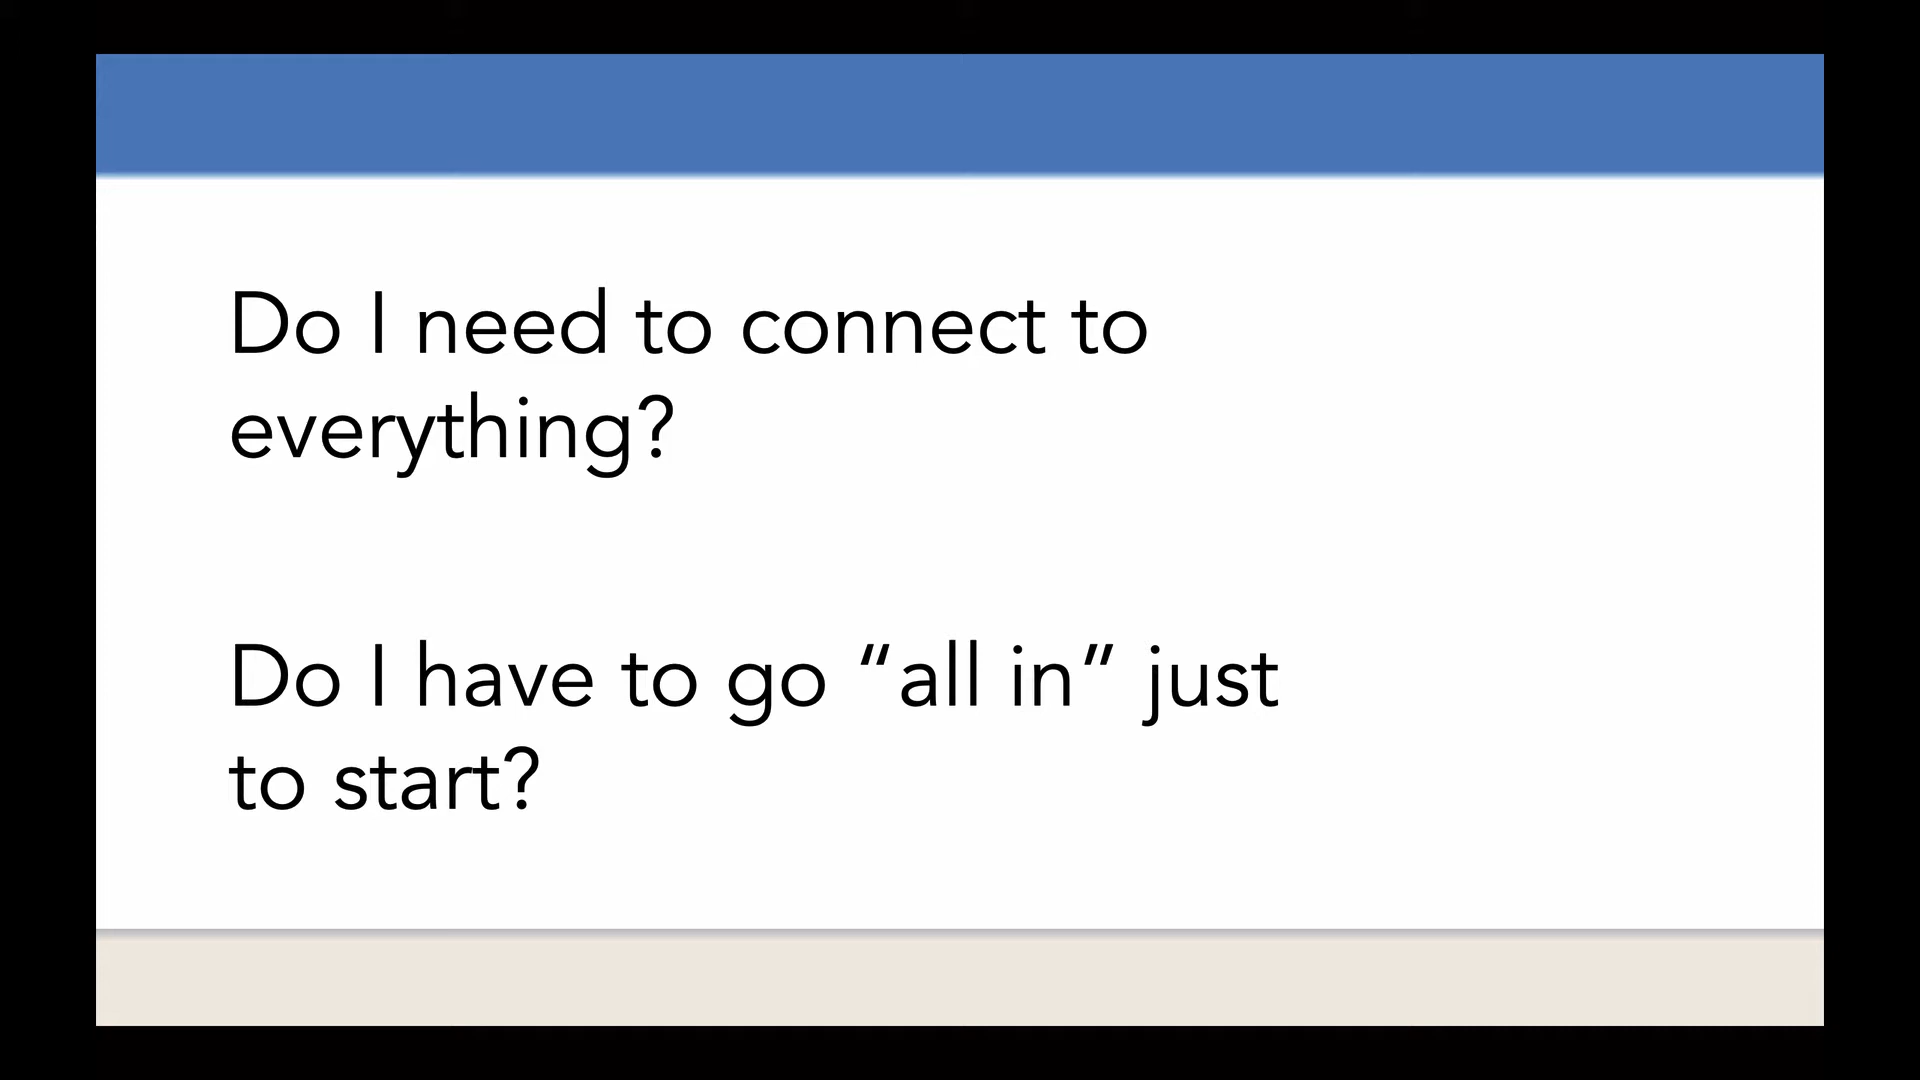 Do I need to connect to
everything?
Do I have to go “all in” just
to start?